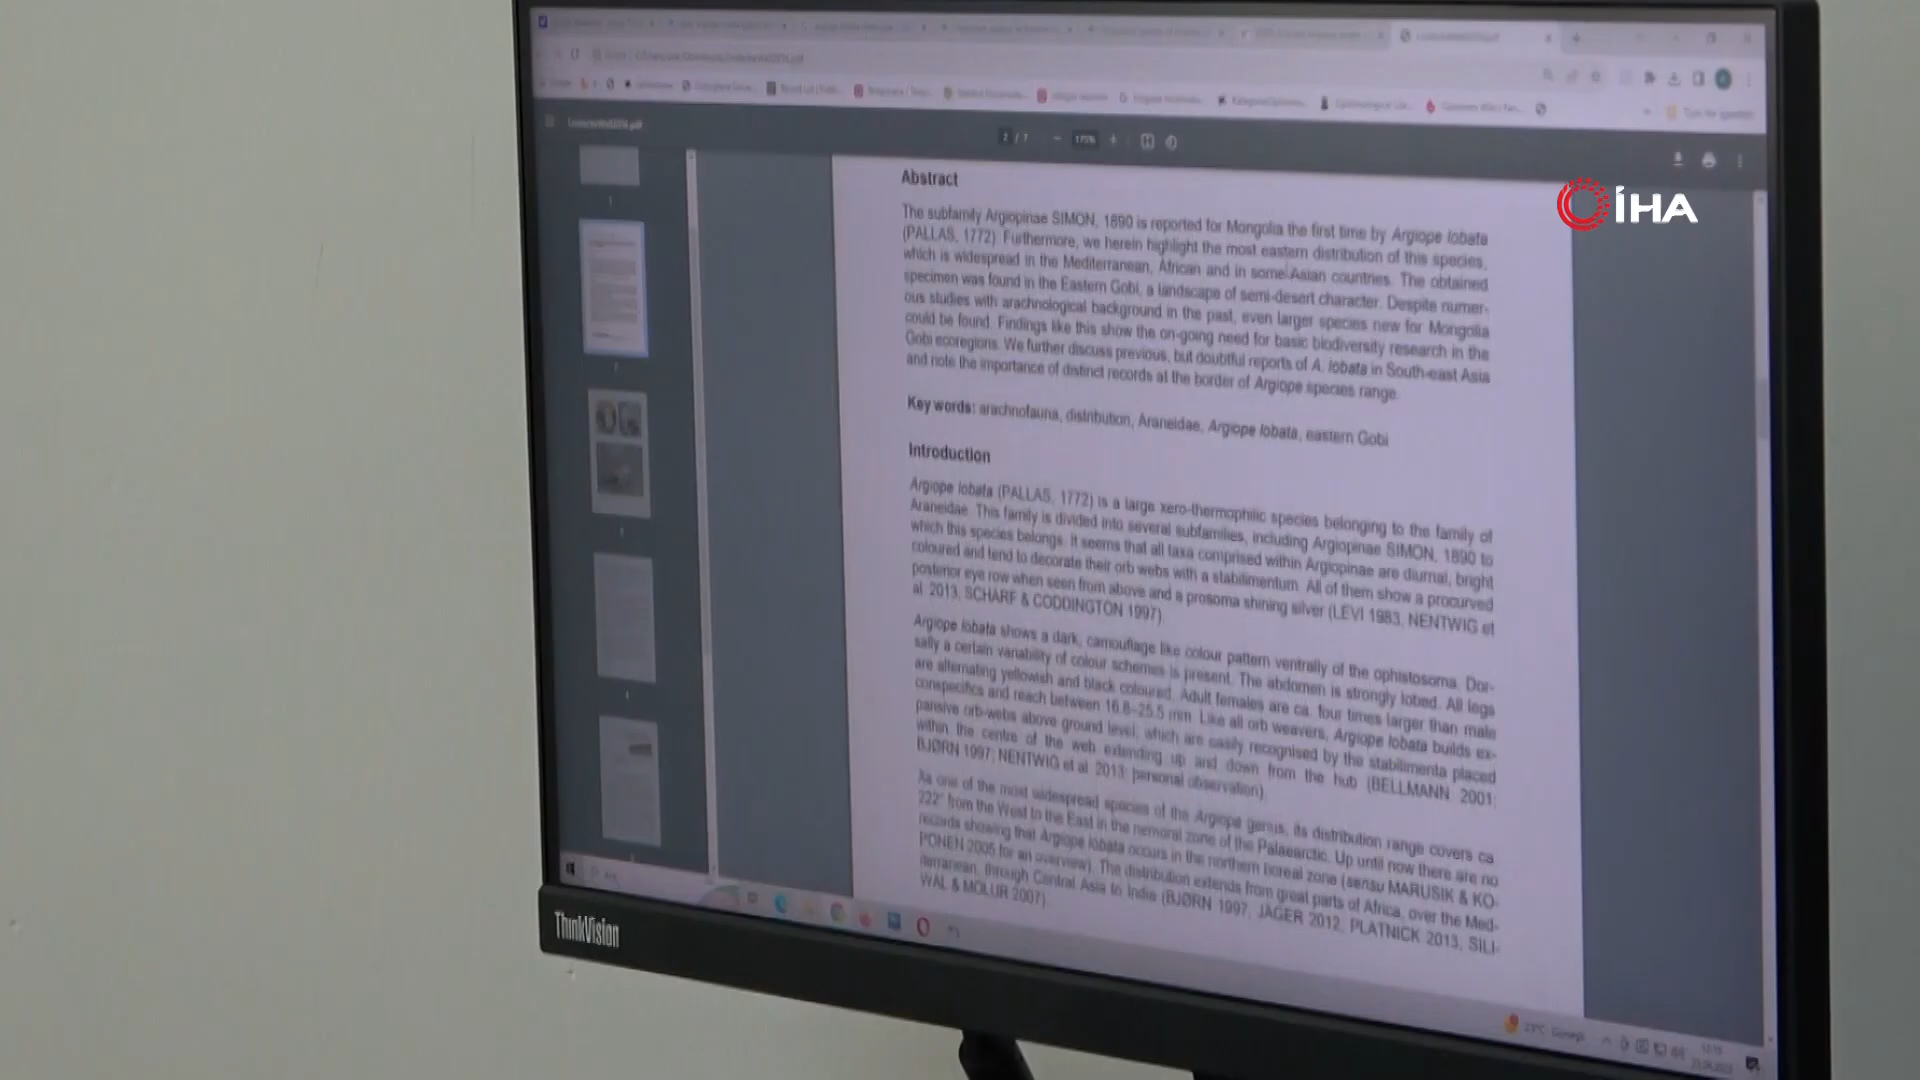 2 / 7
175%
İHA
Abstract
The subfamily Argiopinae SIMON, 1890 is reported for Mongolia the first time by Argiope lobata
(PALLAS, 1772). Furthermore, we herein highlight the most eastern distribution of this species,
which is widespread in the Mediterranean, African and in some Asian countries. The obtained
specimen was found in the Eastern Gobi, a landscape of semi-desert character. Despite numer-
ous studies with arachnological background in the past, even larger species new for Mongolia
could be found. Findings like this show the on-going need for basic biodiversity research in the
Gobi ecoregions. We further discuss previous, but doubtful reports of A. lobata in South-east Asia
and note the importance of distinct records at the border of Argiope species range.
Key words: arachnofauna, distribution, Araneidae, Argiope lobata, eastern Gobi
Introduction
Argiope lobata (PALLAS, 1772) is a large xero-thermophilic species belonging to the family of
Araneidae. This family is divided into several subfamilies, including Argiopinae SIMON, 1890 to
which this species belongs. It seems that all taxa comprised within Argiopinae are diurnal, bright
coloured and tend to decorate their orb webs with a stabilimentum. All of them show a procurved
posterior eye row when seen from above and a prosoma shining silver (LEVI 1983, NENTWIG et
al. 2013, SCHARF & CODDINGTON 1997).
Argiope lobata shows a dark, camouflage like colour pattern ventrally of the ophistosoma. Dor-
sally a certain variability of colour schemes is present. The abdomen is strongly lobed. All legs
are alternating yellowish and black coloured. Adult females are ca. four times larger than male
conspecifics and reach between 16.8–25.5 mm. Like all orb weavers, Argiope lobata builds ex-
pansive orb-webs above ground level, which are easily recognised by the stabilimenta placed
within the centre of the web extending up and down from the hub (BELLMANN 2001;
BJØRN 1997; NENTWIG et al. 2013; personal observation).
As one of the most widespread species of the Argiope genus, its distribution range covers ca.
222° from the West to the East in the nemoral zone of the Palaearctic. Up until now there are no
records showing that Argiope lobata occurs in the northern boreal zone (sensu MARUSIK & KO-
PONEN 2005 for an overview). The distribution extends from great parts of Africa, over the Med-
iterranean, through Central Asia to India (BJØRN 1997, JÄGER 2012, PLATNICK 2013, SILI-
WAL & MOLUR 2007).
23°C Güneşli
ThinkVision